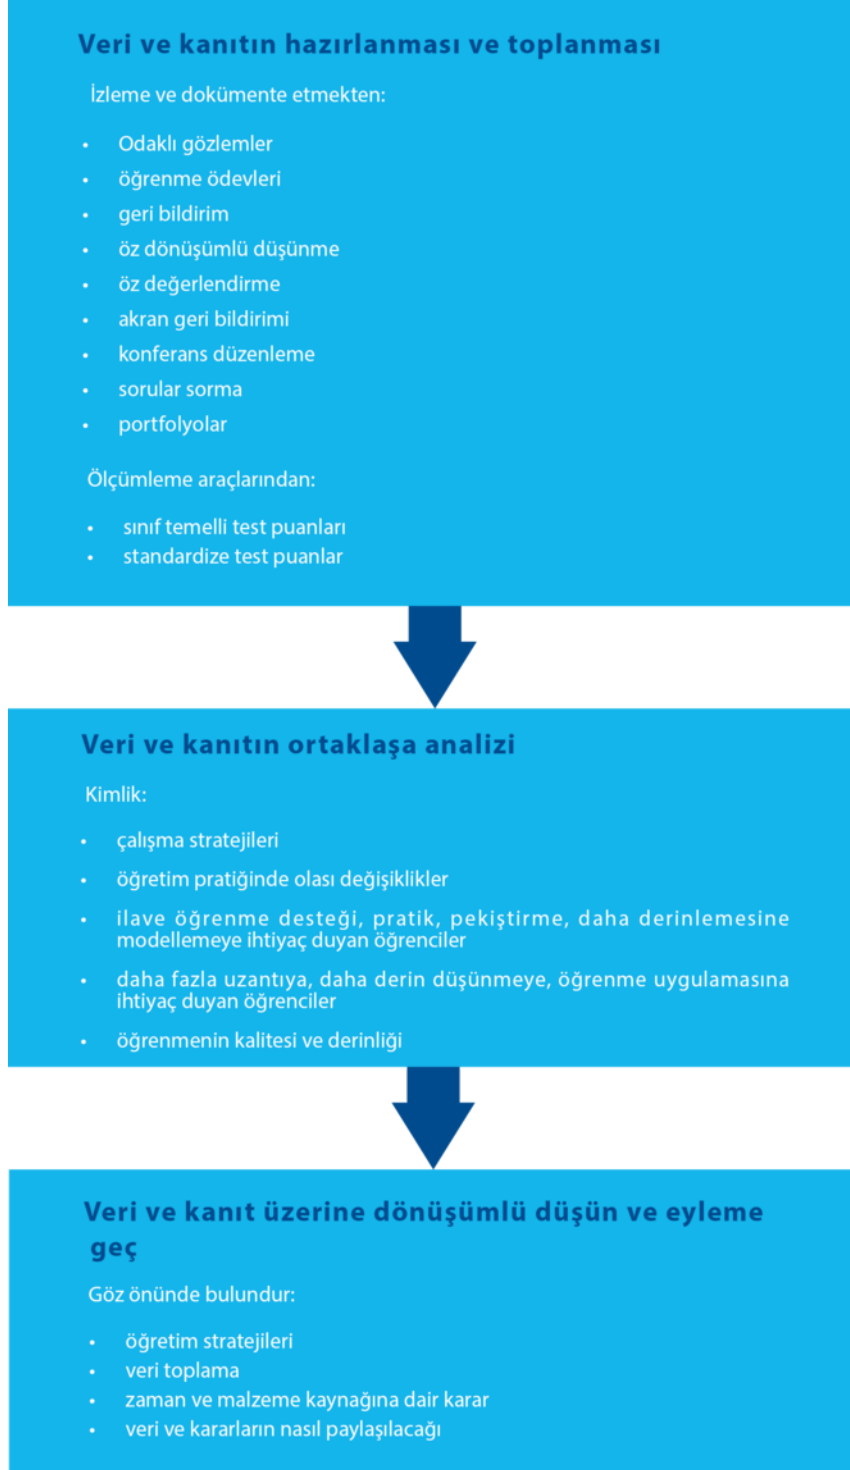 Veri ve kanıtın hazırlanması ve toplanması
İzleme ve dokümente etmekten:
• Odaklı gözlemler
• öğrenme ödevleri
• geri bildirim
• öz dönüşümlü düşünme
• öz değerlendirme
• akran geri bildirimi
• konferans düzenleme
• sorular sorma
• portfolyolar
Ölçümleme araçlarından:
• sınıf temelli test puanları
• standardize test puanlar
Veri ve kanıtın ortaklaşa analizi
Kimlik:
• çalışma stratejileri
• öğretim pratiğinde olası değişiklikler
• ilave öğrenme desteği, pratik, pekiştirme, daha derinlemesine
modellemeye ihtiyaç duyan öğrenciler
• daha fazla uzantıya, daha derin düşünmeye, öğrenme uygulamasına
ihtiyaç duyan öğrenciler
• öğrenmenin kalitesi ve derinliği
Veri ve kanıt üzerine dönüşümlü düşün ve eyleme
geç
Göz önünde bulundur:
• öğretim stratejileri
• veri toplama
• zaman ve malzeme kaynağına dair karar
• veri ve kararların nasıl paylaşılacağı